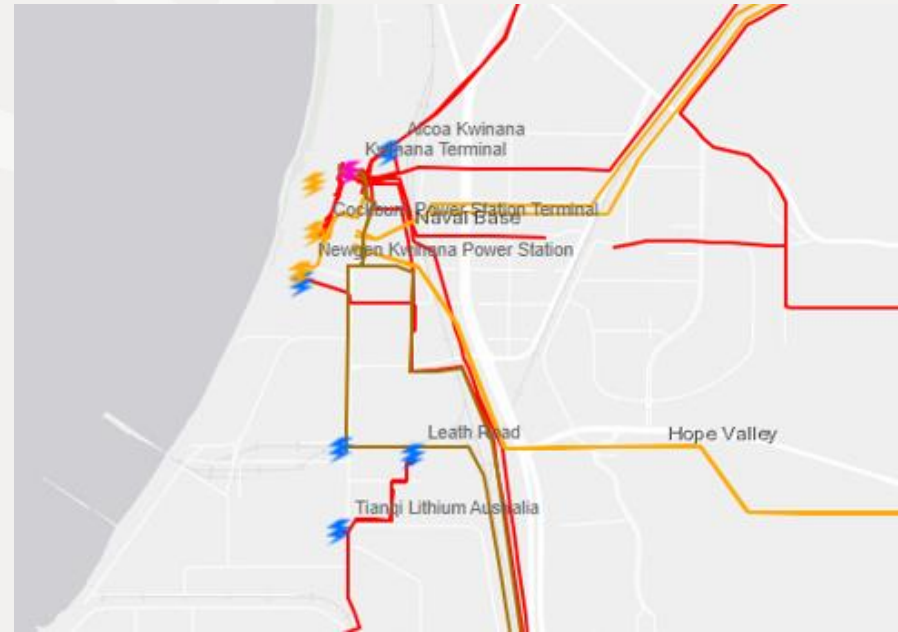 Alcoa Kwinana
Kwinana Terminal
Cockburn Power Station Terminal
Naval Base
Newgen Kwinana Power Station
Leath Road
Hope Valley
Tianqi Lithium Australia